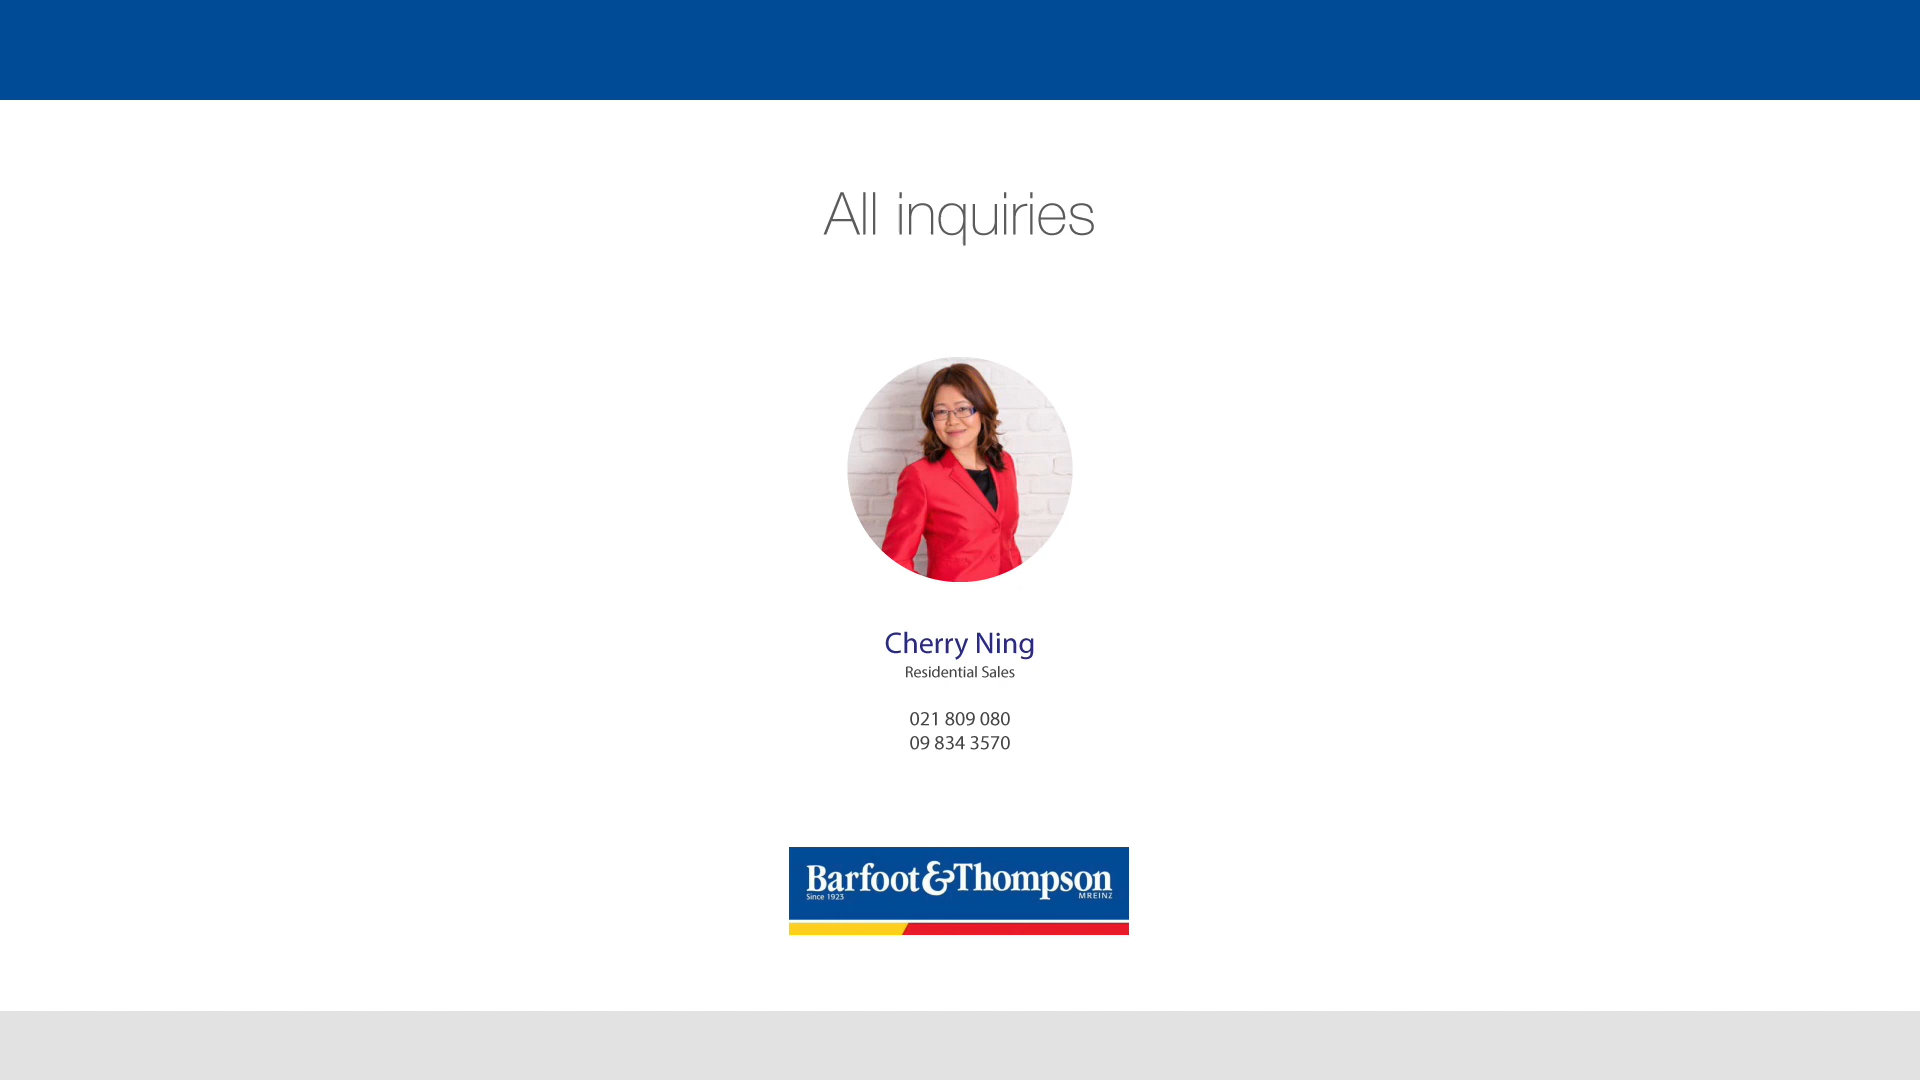 All inquiries
Cherry Ning
Residential Sales
021 809 080
09 834 3570
Barfoot&Thompson
Since 1923
MREINZ